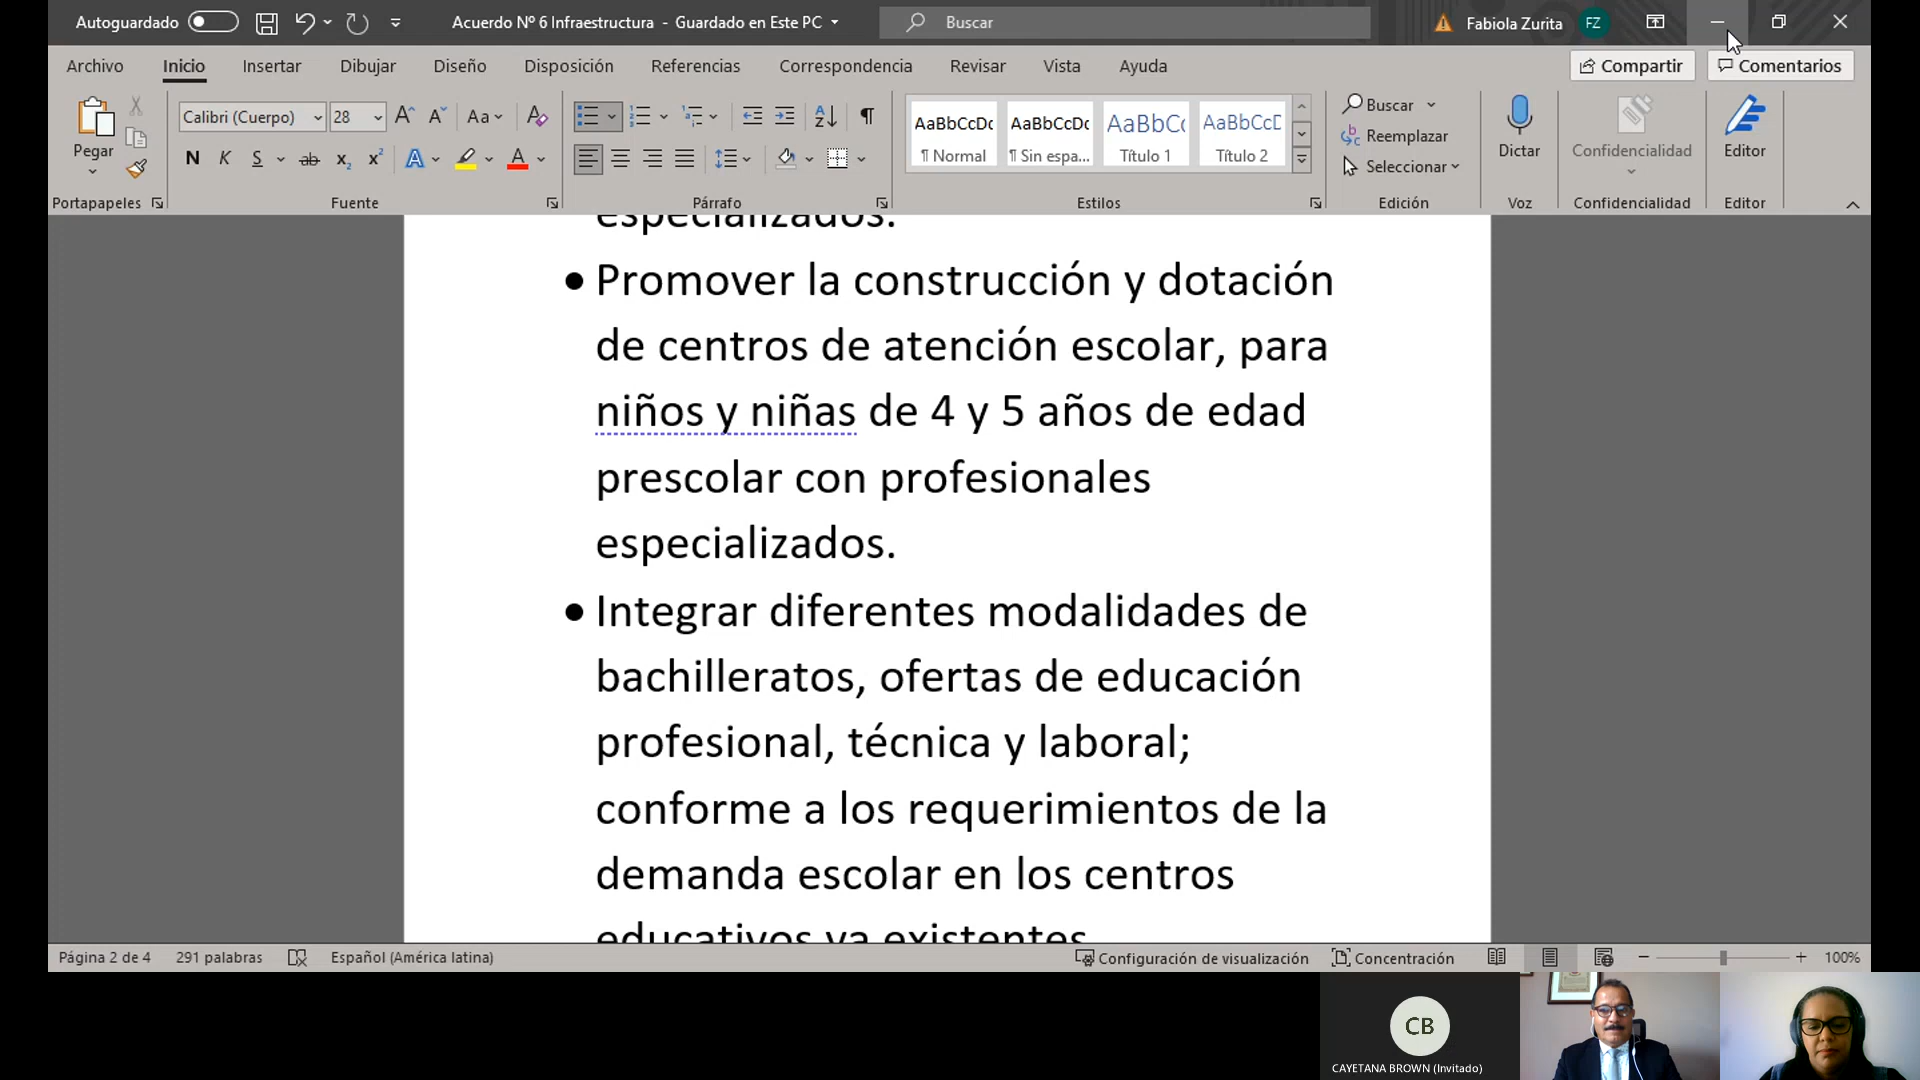 Autoguardado
Acuerdo Nº 6 Infraestructura - Guardado en Este PC
Buscar
Fabiola Zurita
FZ
Archivo
Inicio
Insertar
Dibujar
Diseño
Disposición
Referencias
Correspondencia
Revisar
Vista
Ayuda
Compartir
Comentarios
Pegar
Calibri (Cuerpo)
28
Aa
N K S ab x₂ x² A A
AaBbCcDc
¶ Normal
AaBbCcDc
¶ Sin espa...
AaBbC
Título 1
AaBbCcD
Título 2
Buscar
Reemplazar
Seleccionar
Dictar
Confidencialidad
Editor
Portapapeles
Fuente
Párrafo
Estilos
Edición
Voz
Confidencialidad
Editor
especializados.
• Promover la construcción y dotación
de centros de atención escolar, para
niños y niñas de 4 y 5 años de edad
prescolar con profesionales
especializados.
• Integrar diferentes modalidades de
bachilleratos, ofertas de educación
profesional, técnica y laboral;
conforme a los requerimientos de la
demanda escolar en los centros
educativos ya existentes
Página 2 de 4
291 palabras
Español (América latina)
Configuración de visualización
Concentración
100%
CB
CAYETANA BROWN (Invitado)